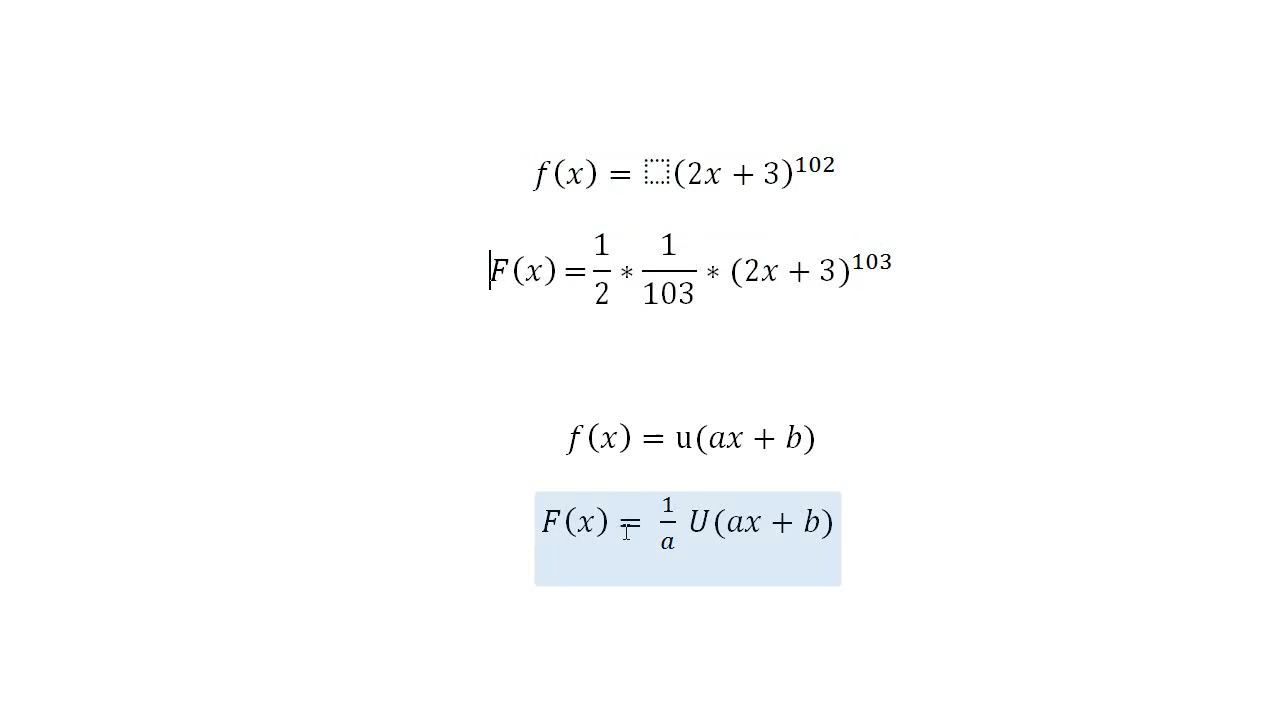 f(x) = ⬚(2x + 3)^102
F(x) = 1/2 * 1/103 * (2x + 3)^103
f(x) = u(ax + b)
F(x) = 1/a U(ax + b)